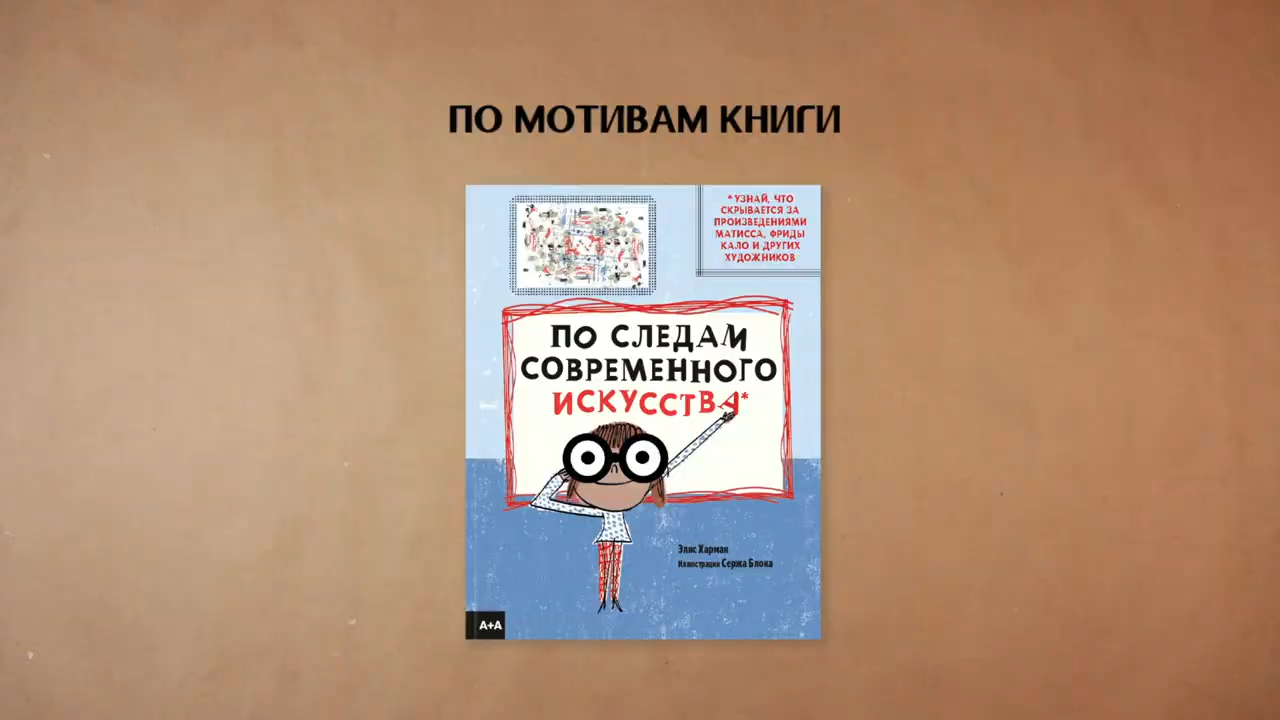 ПО МОТИВАМ КНИГИ
*УЗНАЙ, ЧТО
СКРЫВАЕТСЯ ЗА
ПРОИЗВЕДЕНИЯМИ
МАТИССА, ФРИДЫ
КАЛО И ДРУГИХ
ХУДОЖНИКОВ
ПО СЛЕДАМ
СОВРЕМЕННОГО
ИСКУССТВА*
Элис Харман
Иллюстрации Сержа Блока
А+А